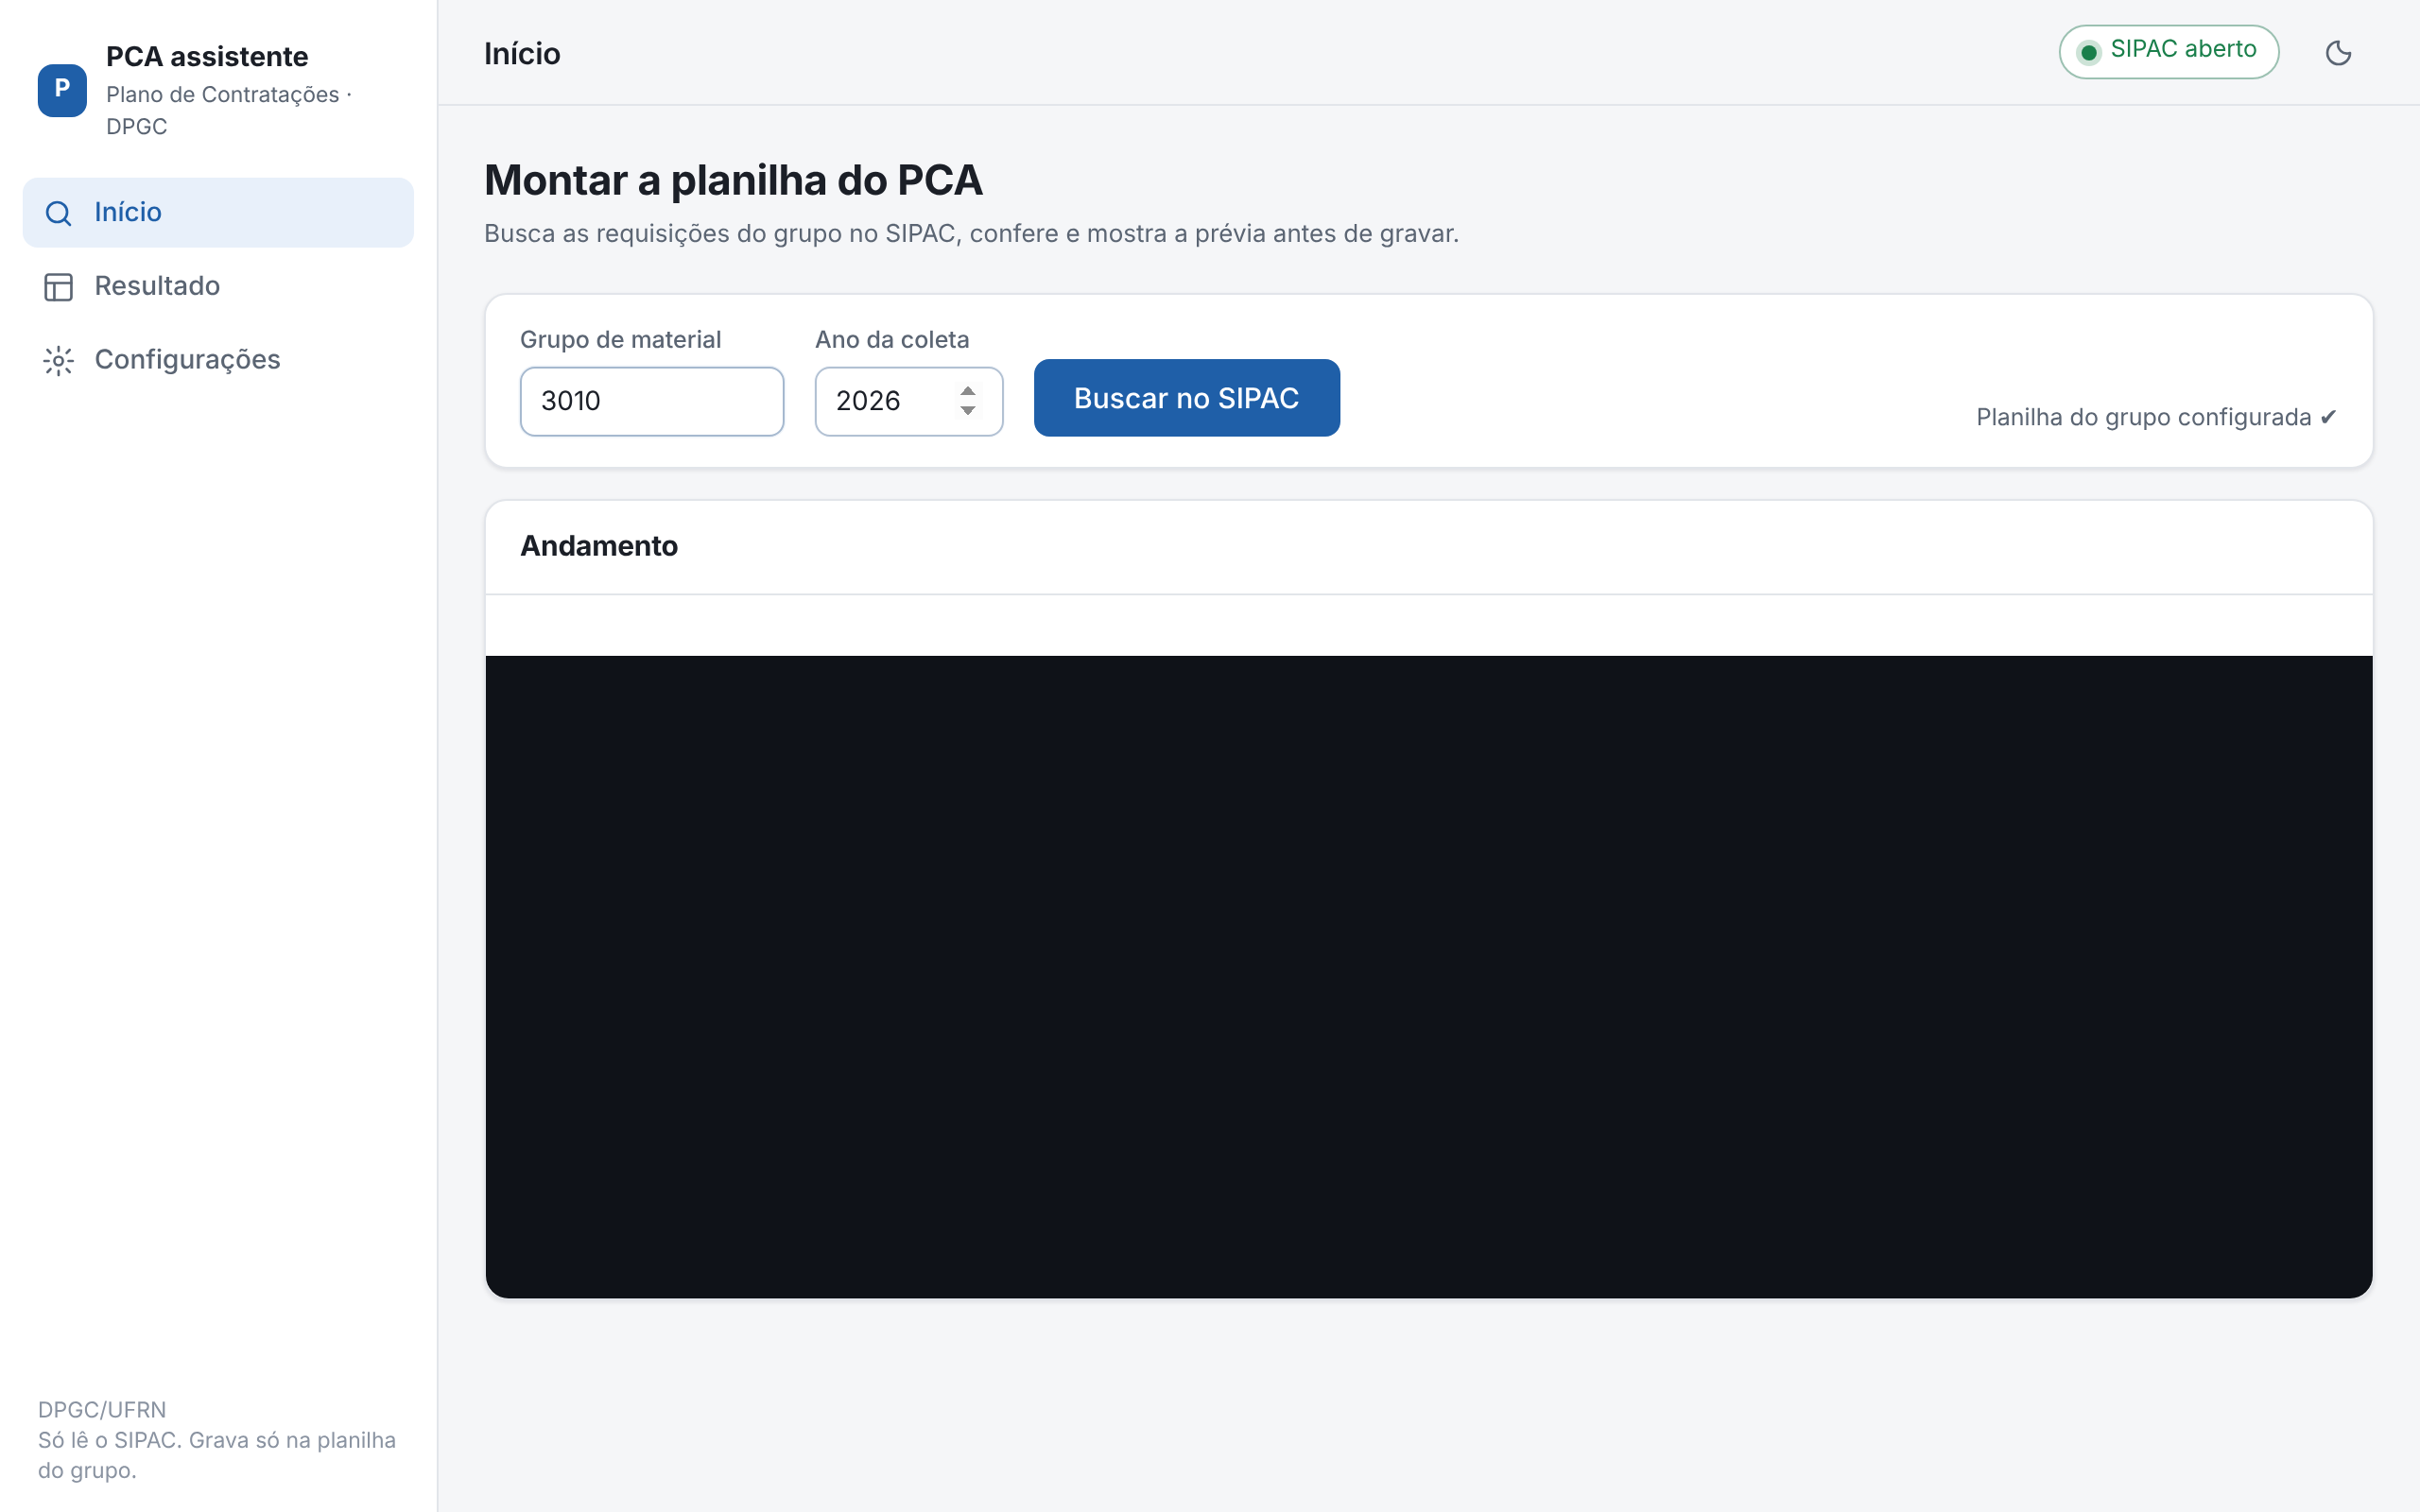 P
PCA assistente
Plano de Contratações ·
DPGC
Início
Resultado
Configurações
DPGC/UFRN
Só lê o SIPAC. Grava só na planilha
do grupo.
Início
SIPAC aberto
Montar a planilha do PCA
Busca as requisições do grupo no SIPAC, confere e mostra a prévia antes de gravar.
Grupo de material
3010
Ano da coleta
2026
Buscar no SIPAC
Planilha do grupo configurada ✔
Andamento